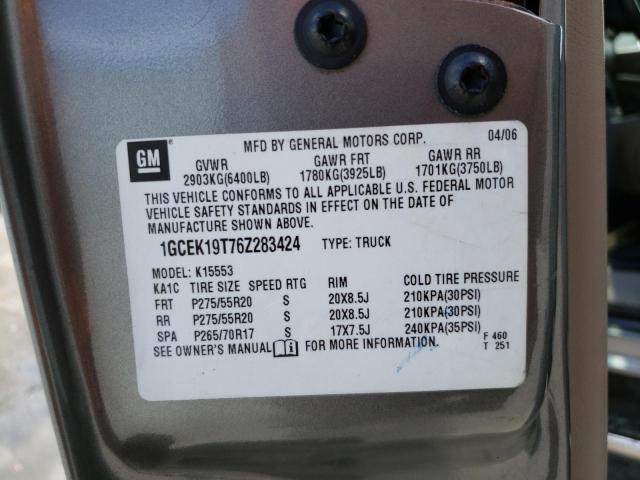 GM
MFD BY GENERAL MOTORS CORP. 04/06
GVWR GAWR FRT GAWR RR
2903KG(6400LB) 1780KG(3925LB) 1701KG(3750LB)
THIS VEHICLE CONFORMS TO ALL APPLICABLE U.S. FEDERAL MOTOR
VEHICLE SAFETY STANDARDS IN EFFECT ON THE DATE OF
MANUFACTURE SHOWN ABOVE.
1GCEK19T76Z283424 TYPE: TRUCK
MODEL: K15553
KA1C TIRE SIZE SPEED RTG RIM COLD TIRE PRESSURE
FRT P275/55R20 S 20X8.5J 210KPA(30PSI)
RR P275/55R20 S 20X8.5J 210KPA(30PSI)
SPA P265/70R17 S 17X7.5J 240KPA(35PSI)
SEE OWNER'S MANUAL i FOR MORE INFORMATION.
F 460
T 251